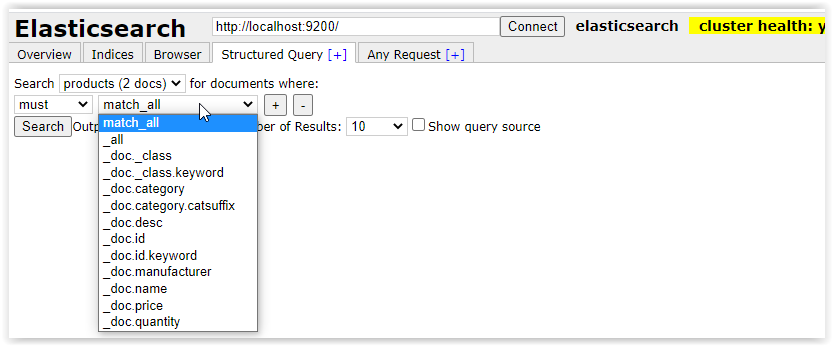 Elasticsearch http://localhost:9200/ Connect elasticsearch cluster health: y
Overview Indices Browser Structured Query [+] Any Request [+]
Search products (2 docs) for documents where:
must match_all + -
Search Outp ber of Results: 10 Show query source
match_all
_all
_doc._class
_doc._class.keyword
_doc.category
_doc.category.catsuffix
_doc.desc
_doc.id
_doc.id.keyword
_doc.manufacturer
_doc.name
_doc.price
_doc.quantity